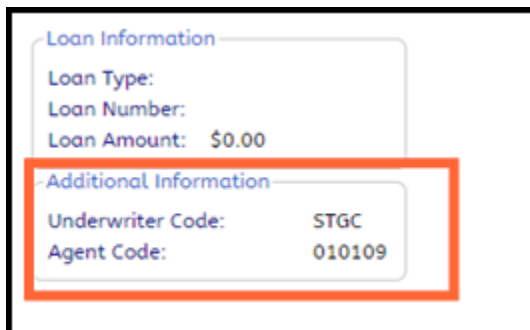 Loan Information
Loan Type:
Loan Number:
Loan Amount: $0.00
Additional Information
Underwriter Code: STGC
Agent Code: 010109